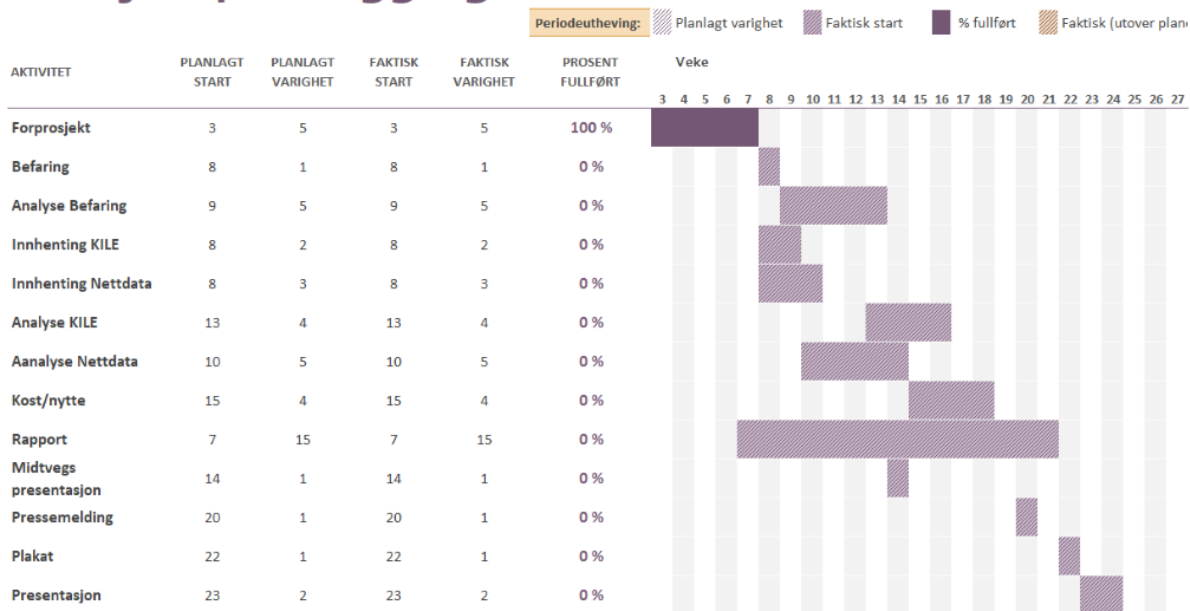 Periodeutheving: Planlagt varighet Faktisk start % fullført Faktisk (utover plan
AKTIVITET PLANLAGT START PLANLAGT VARIGHET FAKTISK START FAKTISK VARIGHET PROSENT FULLFØRT Veke
3 4 5 6 7 8 9 10 11 12 13 14 15 16 17 18 19 20 21 22 23 24 25 26 27
Forprosjekt 3 5 3 5 100 %
Befaring 8 1 8 1 0 %
Analyse Befaring 9 5 9 5 0 %
Innhenting KILE 8 2 8 2 0 %
Innhenting Nettdata 8 3 8 3 0 %
Analyse KILE 13 4 13 4 0 %
Aanalyse Nettdata 10 5 10 5 0 %
Kost/nytte 15 4 15 4 0 %
Rapport 7 15 7 15 0 %
Midtvegs presentasjon 14 1 14 1 0 %
Pressemelding 20 1 20 1 0 %
Plakat 22 1 22 1 0 %
Presentasjon 23 2 23 2 0 %